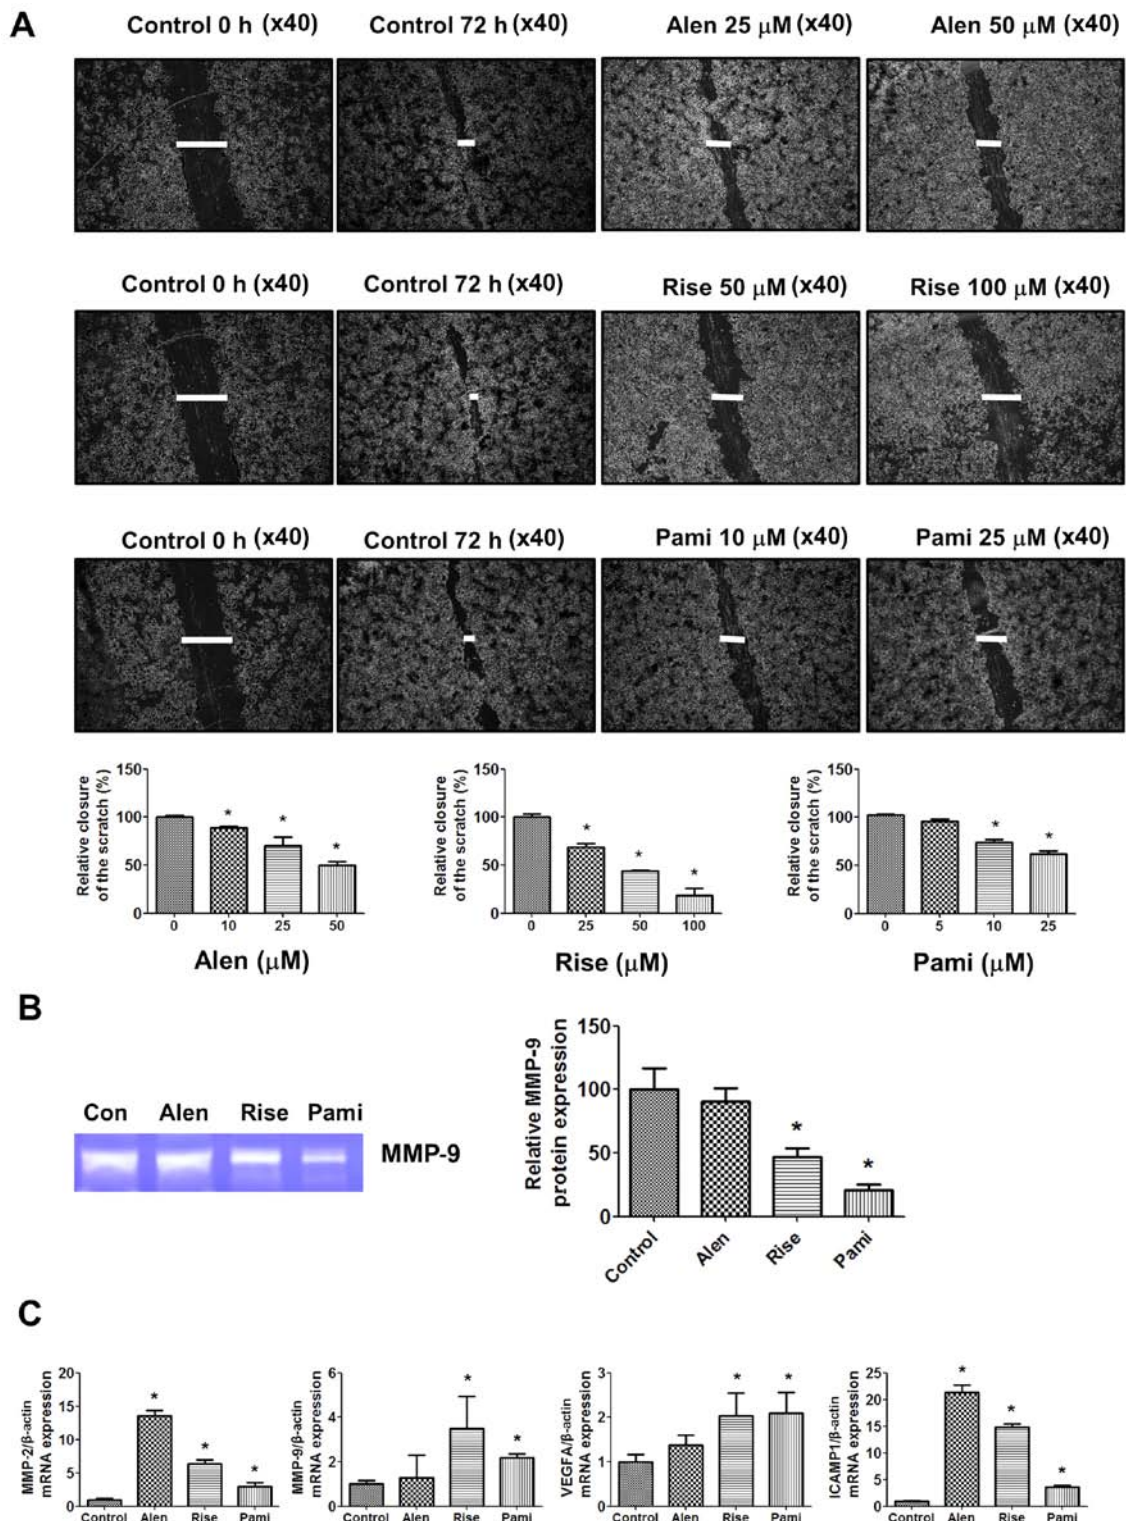 A
Control 0 h (x40) Control 72 h (x40) Alen 25 μM (x40) Alen 50 μM (x40)
Control 0 h (x40) Control 72 h (x40) Rise 50 μM (x40) Rise 100 μM (x40)
Control 0 h (x40) Control 72 h (x40) Pami 10 μM (x40) Pami 25 μM (x40)
Relative closure
of the scratch (%)
150
100
50
0
* * *
0 10 25 50
Alen (μM)
Relative closure
of the scratch (%)
150
100
50
0
* * *
0 25 50 100
Rise (μM)
Relative closure
of the scratch (%)
150
100
50
0
* *
0 5 10 25
Pami (μM)
B
Con Alen Rise Pami
MMP-9
Relative MMP-9
protein expression
150
100
50
0
* *
Control Alen Rise Pami
C
MMP-2/β-actin
mRNA expression
20
15
10
5
0
* * *
Control Alen Rise Pami
MMP-9/β-actin
mRNA expression
6
4
2
0
* *
Control Alen Rise Pami
VEGFA/β-actin
mRNA expression
3
2
1
0
* *
Control Alen Rise Pami
ICAMP1/β-actin
mRNA expression
25
20
15
10
5
0
* * *
Control Alen Rise Pami